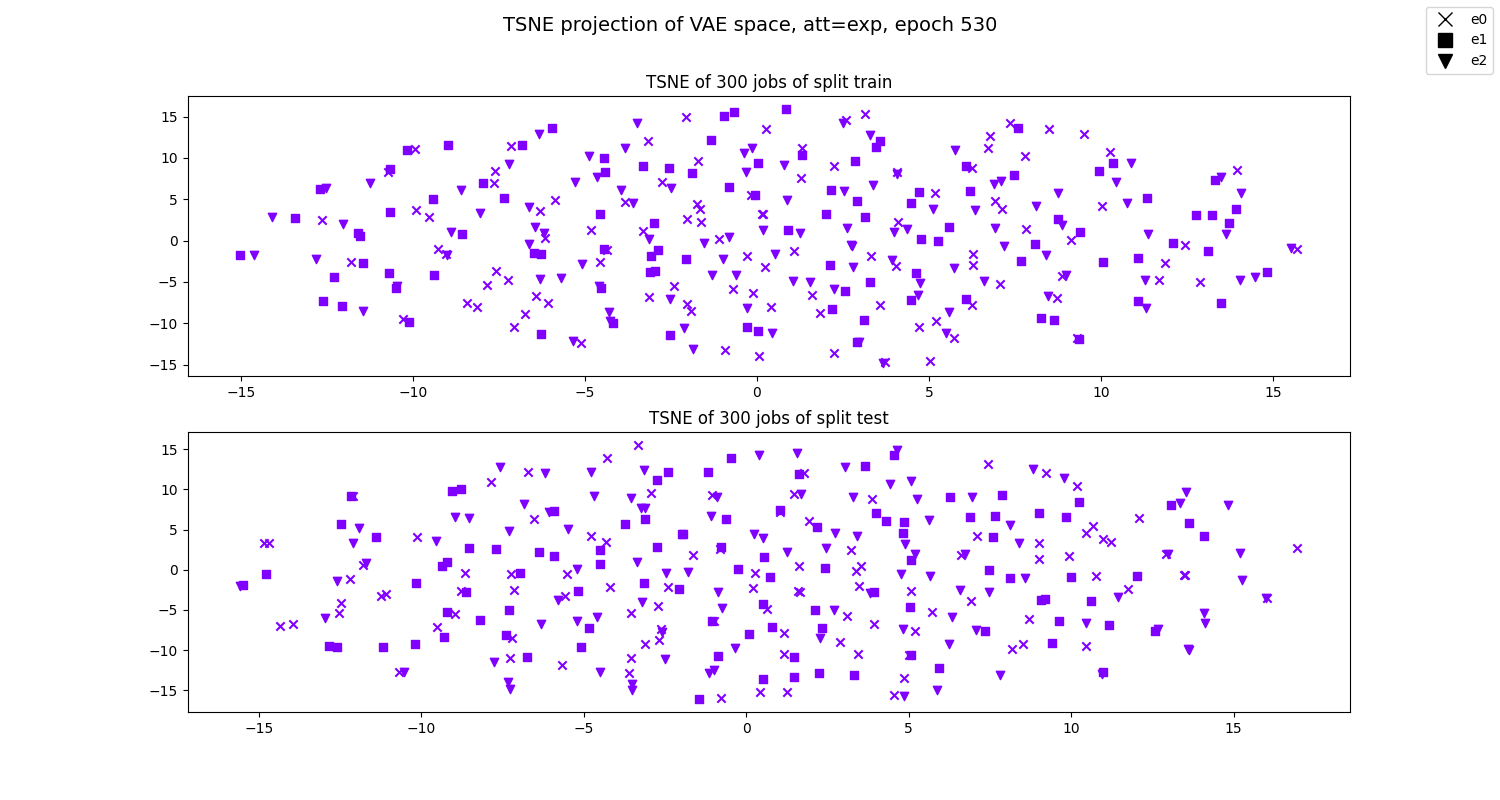 TSNE projection of VAE space, att=exp, epoch 530
e0
e1
e2
TSNE of 300 jobs of split train
15
10
5
0
−5
−10
−15
−15 −10 −5 0 5 10 15
TSNE of 300 jobs of split test
15
10
5
0
−5
−10
−15
−15 −10 −5 0 5 10 15